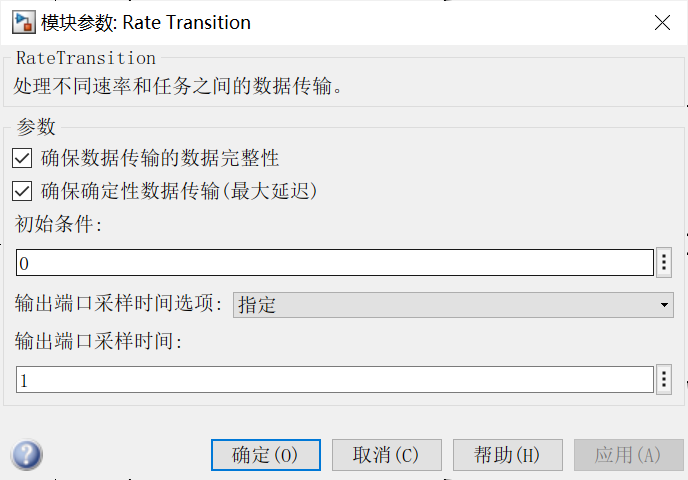 模块参数: Rate Transition
RateTransition
处理不同速率和任务之间的数据传输。
参数
确保数据传输的数据完整性
确保确定性数据传输(最大延迟)
初始条件:
0
输出端口采样时间选项: 指定
输出端口采样时间:
1
确定(O) 取消(C) 帮助(H) 应用(A)